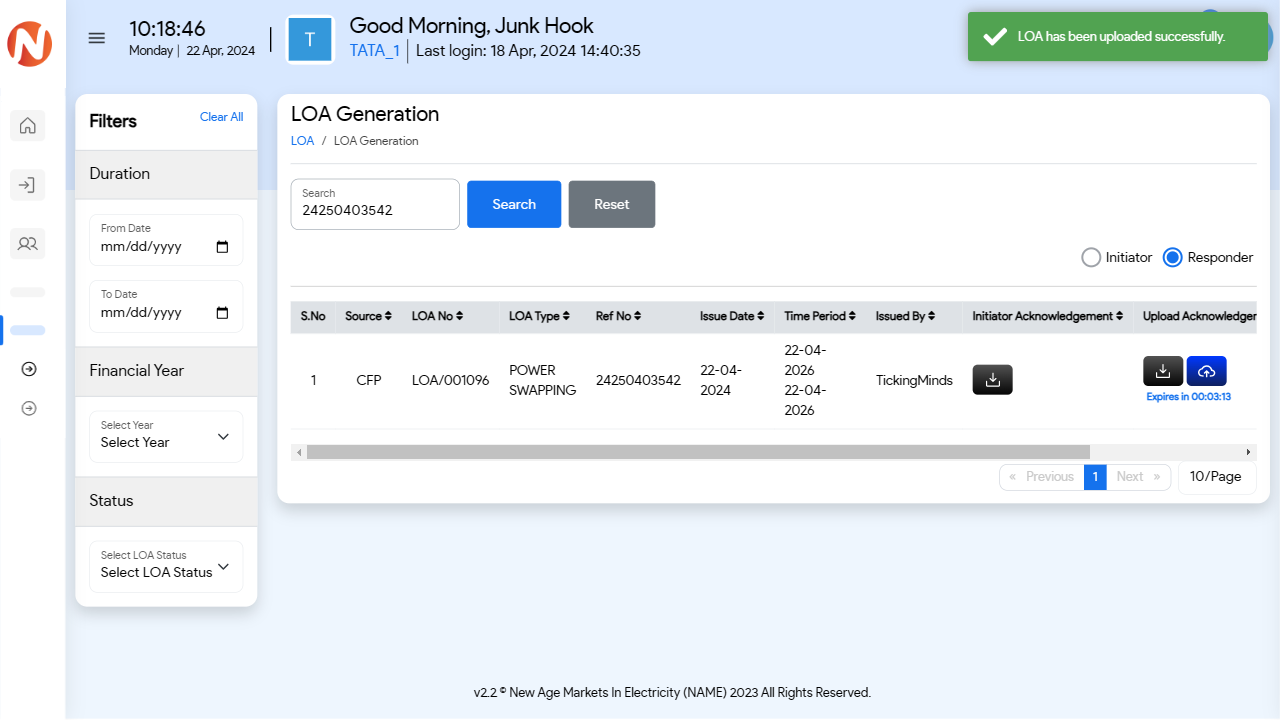 10:18:46
Monday | 22 Apr, 2024
T
Good Morning, Junk Hook
TATA_1 Last login: 18 Apr, 2024 14:40:35
LOA has been uploaded successfully.
Filters
Clear All
Duration
From Date
mm/dd/yyyy
To Date
mm/dd/yyyy
Financial Year
Select Year
Select Year
Status
Select LOA Status
Select LOA Status
LOA Generation
LOA / LOA Generation
Search
24250403542
Search
Reset
Initiator
Responder
S.No Source LOA No LOA Type Ref No Issue Date Time Period Issued By Initiator Acknowledgement Upload Acknowledger
1 CFP LOA/001096 POWER SWAPPING 24250403542 22-04-2024 22-04-2026 22-04-2026 TickingMinds
Expires in 00:03:13
« Previous 1 Next »
10/Page
v2.2 © New Age Markets In Electricity (NAME) 2023 All Rights Reserved.